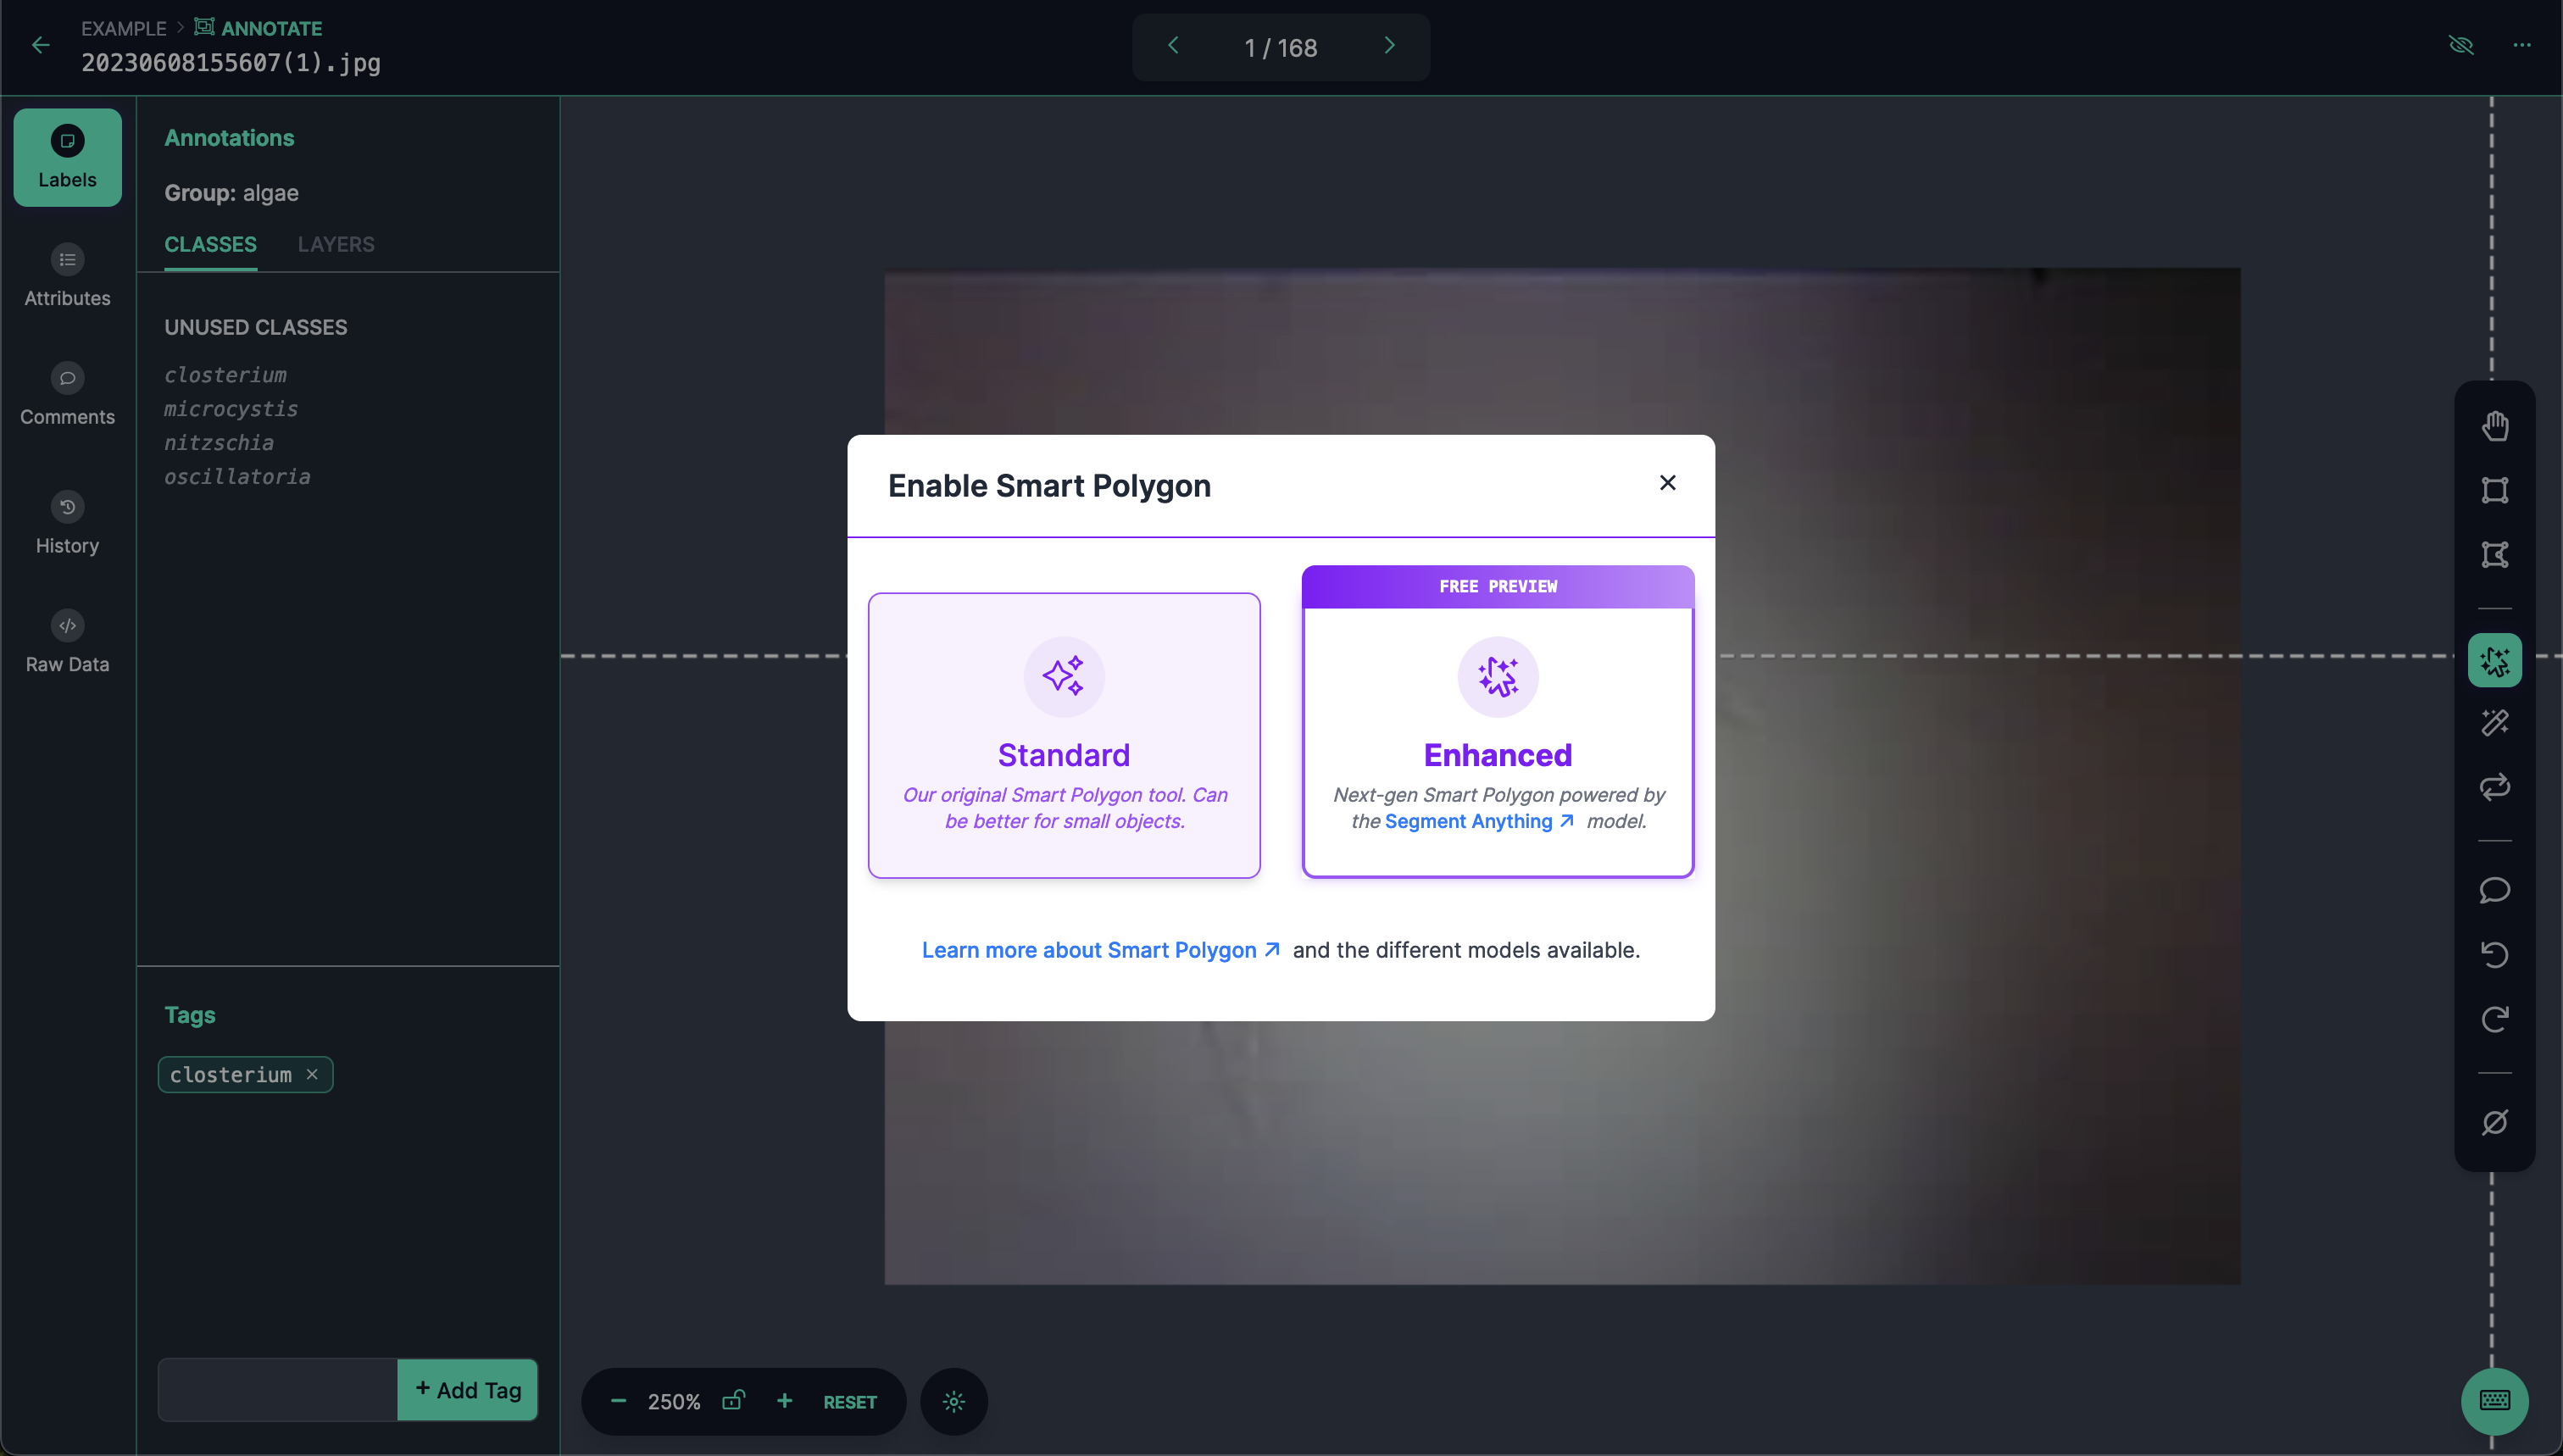 EXAMPLE > ANNOTATE
20230608155607(1).jpg
1 / 168
Labels
Attributes
Comments
History
Raw Data
Annotations
Group: algae
CLASSES LAYERS
UNUSED CLASSES
closterium
microcystis
nitzschia
oscillatoria
Tags
closterium ×
+ Add Tag
Enable Smart Polygon
Standard
Our original Smart Polygon tool. Can
be better for small objects.
FREE PREVIEW
Enhanced
Next-gen Smart Polygon powered by
the Segment Anything model.
Learn more about Smart Polygon and the different models available.
250%
RESET